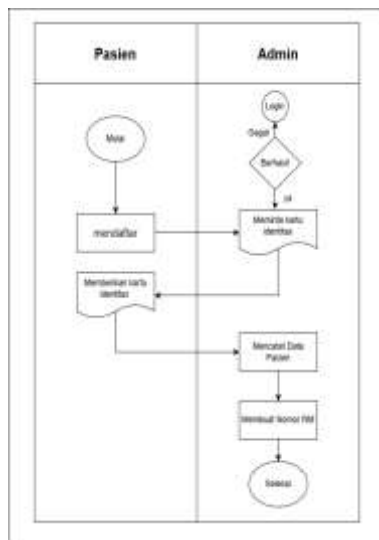 Pasien
Admin
Login
Gagal
Mulai
Berhasil
ya
mendaftar
Meminta kartu
identitas
Memberikan kartu
identitas
Mencatat Data
Pasien
Membuat Nomor RM
Selesai